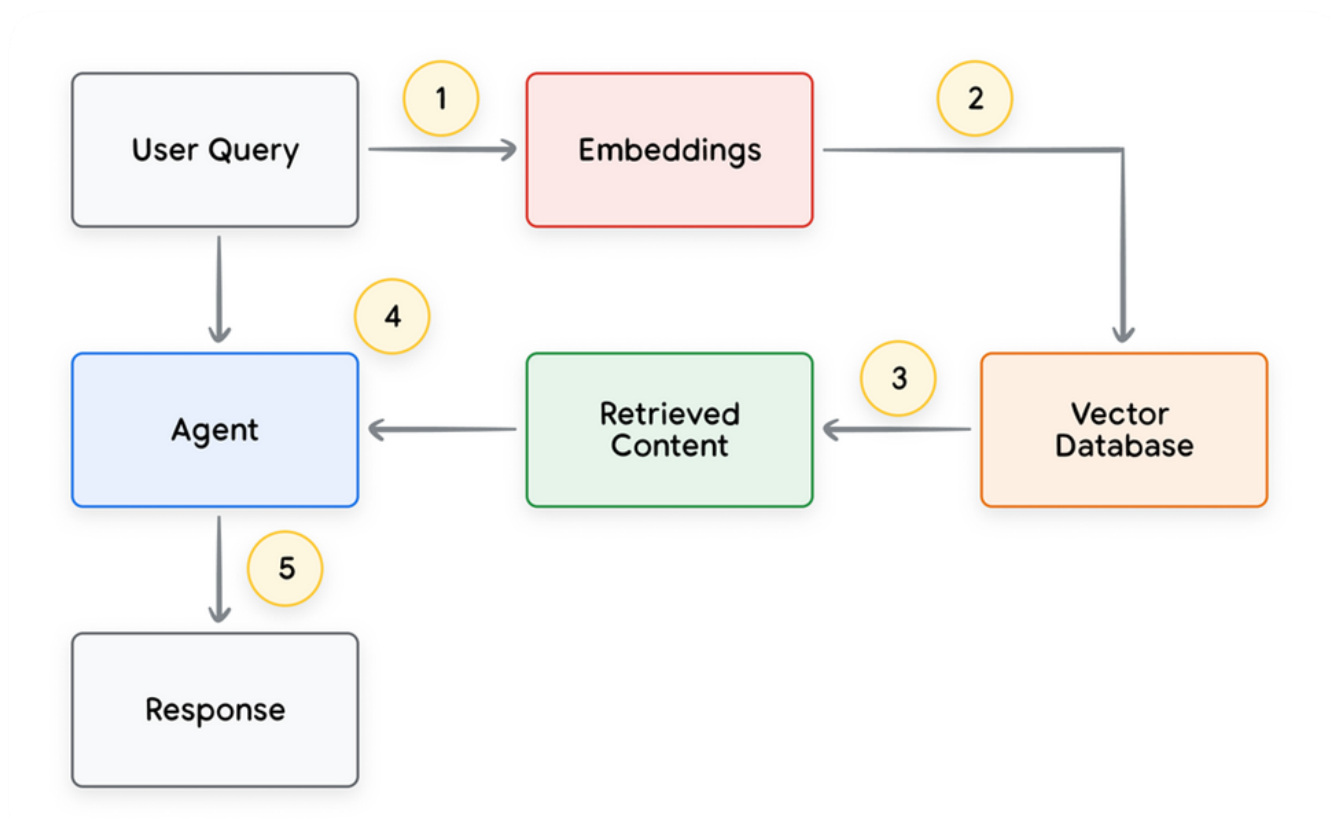 1
2
User Query
Embeddings
4
3
Agent
Retrieved
Content
Vector
Database
5
Response